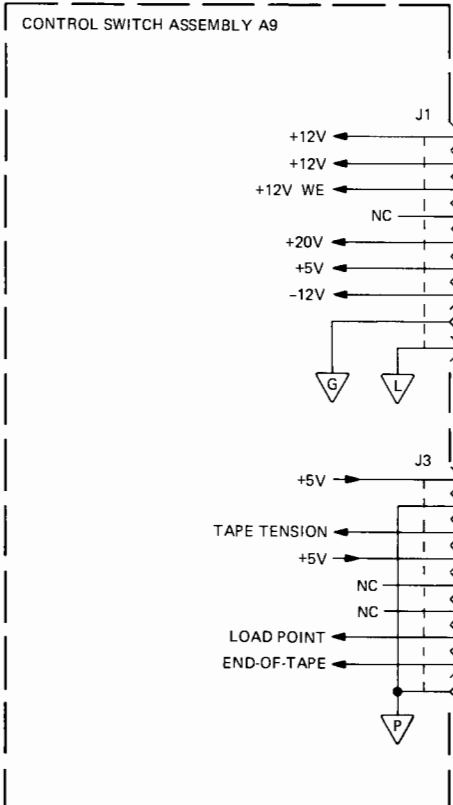 CONTROL SWITCH ASSEMBLY A9
J1
+12V
+12V
+12V WE
NC
+20V
+5V
-12V
G
L
J3
+5V
TAPE TENSION
+5V
NC
NC
LOAD POINT
END-OF-TAPE
P